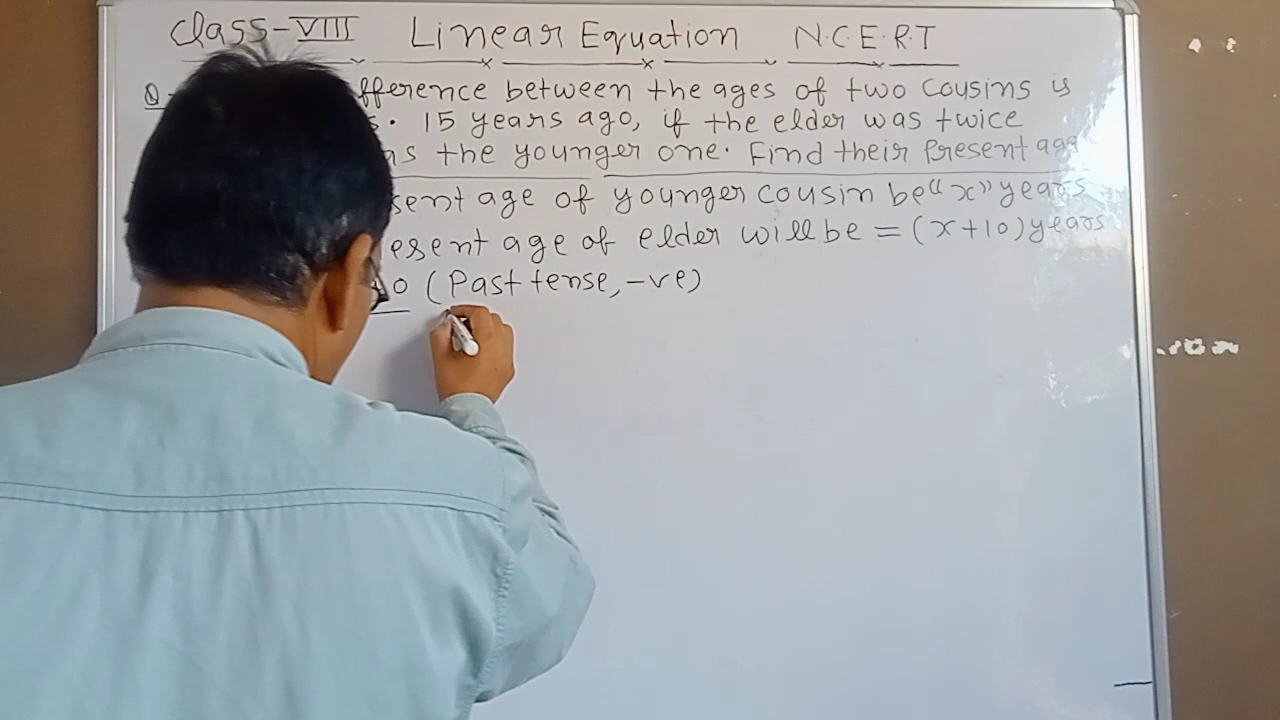 Class-VIII Linear Equation N.C.E.R.T
Q fference between the ages of two cousins is
s. 15 years ago, if the elder was twice
as the younger one. Find their Present age
sent age of younger cousin be "x" years
esent age of elder will be = (x+10) years
go (Past tense, -ve)